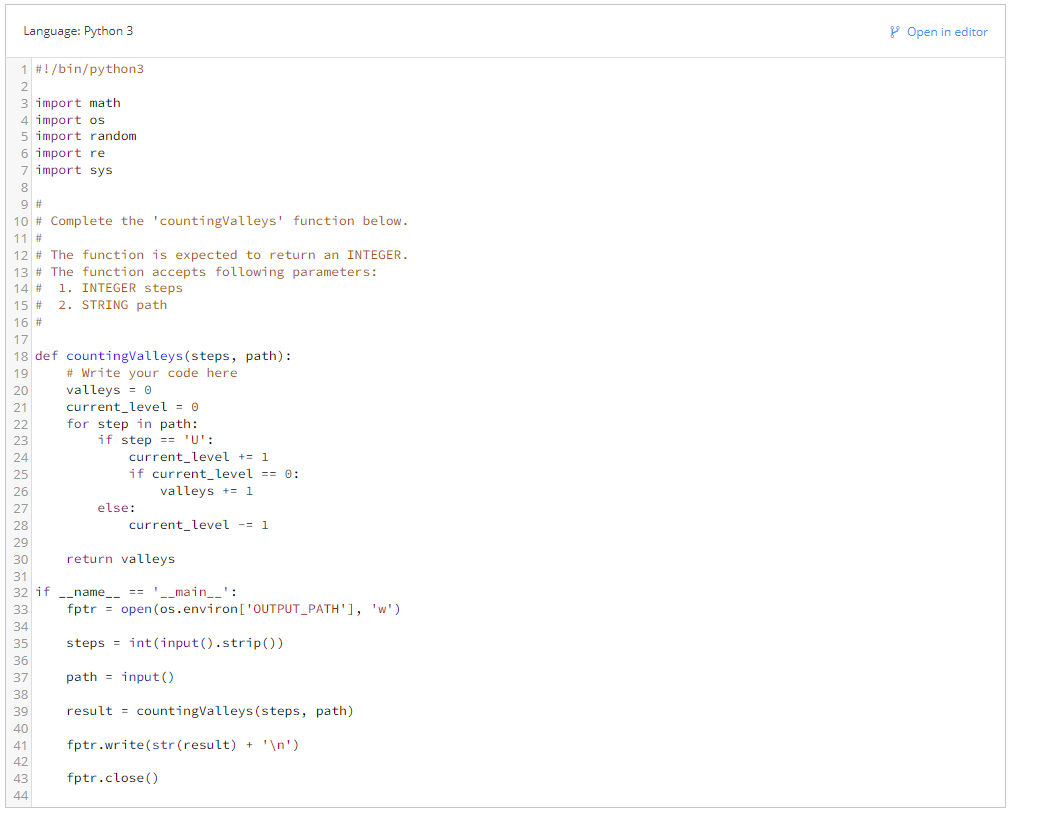 Language: Python 3
Open in editor
1 #!/bin/python3
2
3 import math
4 import os
5 import random
6 import re
7 import sys
8
9 #
10 # Complete the 'countingValleys' function below.
11 #
12 # The function is expected to return an INTEGER.
13 # The function accepts following parameters:
14 #  1. INTEGER steps
15 #  2. STRING path
16 #
17
18 def countingValleys(steps, path):
19     # Write your code here
20     valleys = 0
21     current_level = 0
22     for step in path:
23         if step == 'U':
24             current_level += 1
25             if current_level == 0:
26                 valleys += 1
27         else:
28             current_level -= 1
29
30     return valleys
31
32 if __name__ == '__main__':
33     fptr = open(os.environ['OUTPUT_PATH'], 'w')
34
35     steps = int(input().strip())
36
37     path = input()
38
39     result = countingValleys(steps, path)
40
41     fptr.write(str(result) + '\n')
42
43     fptr.close()
44